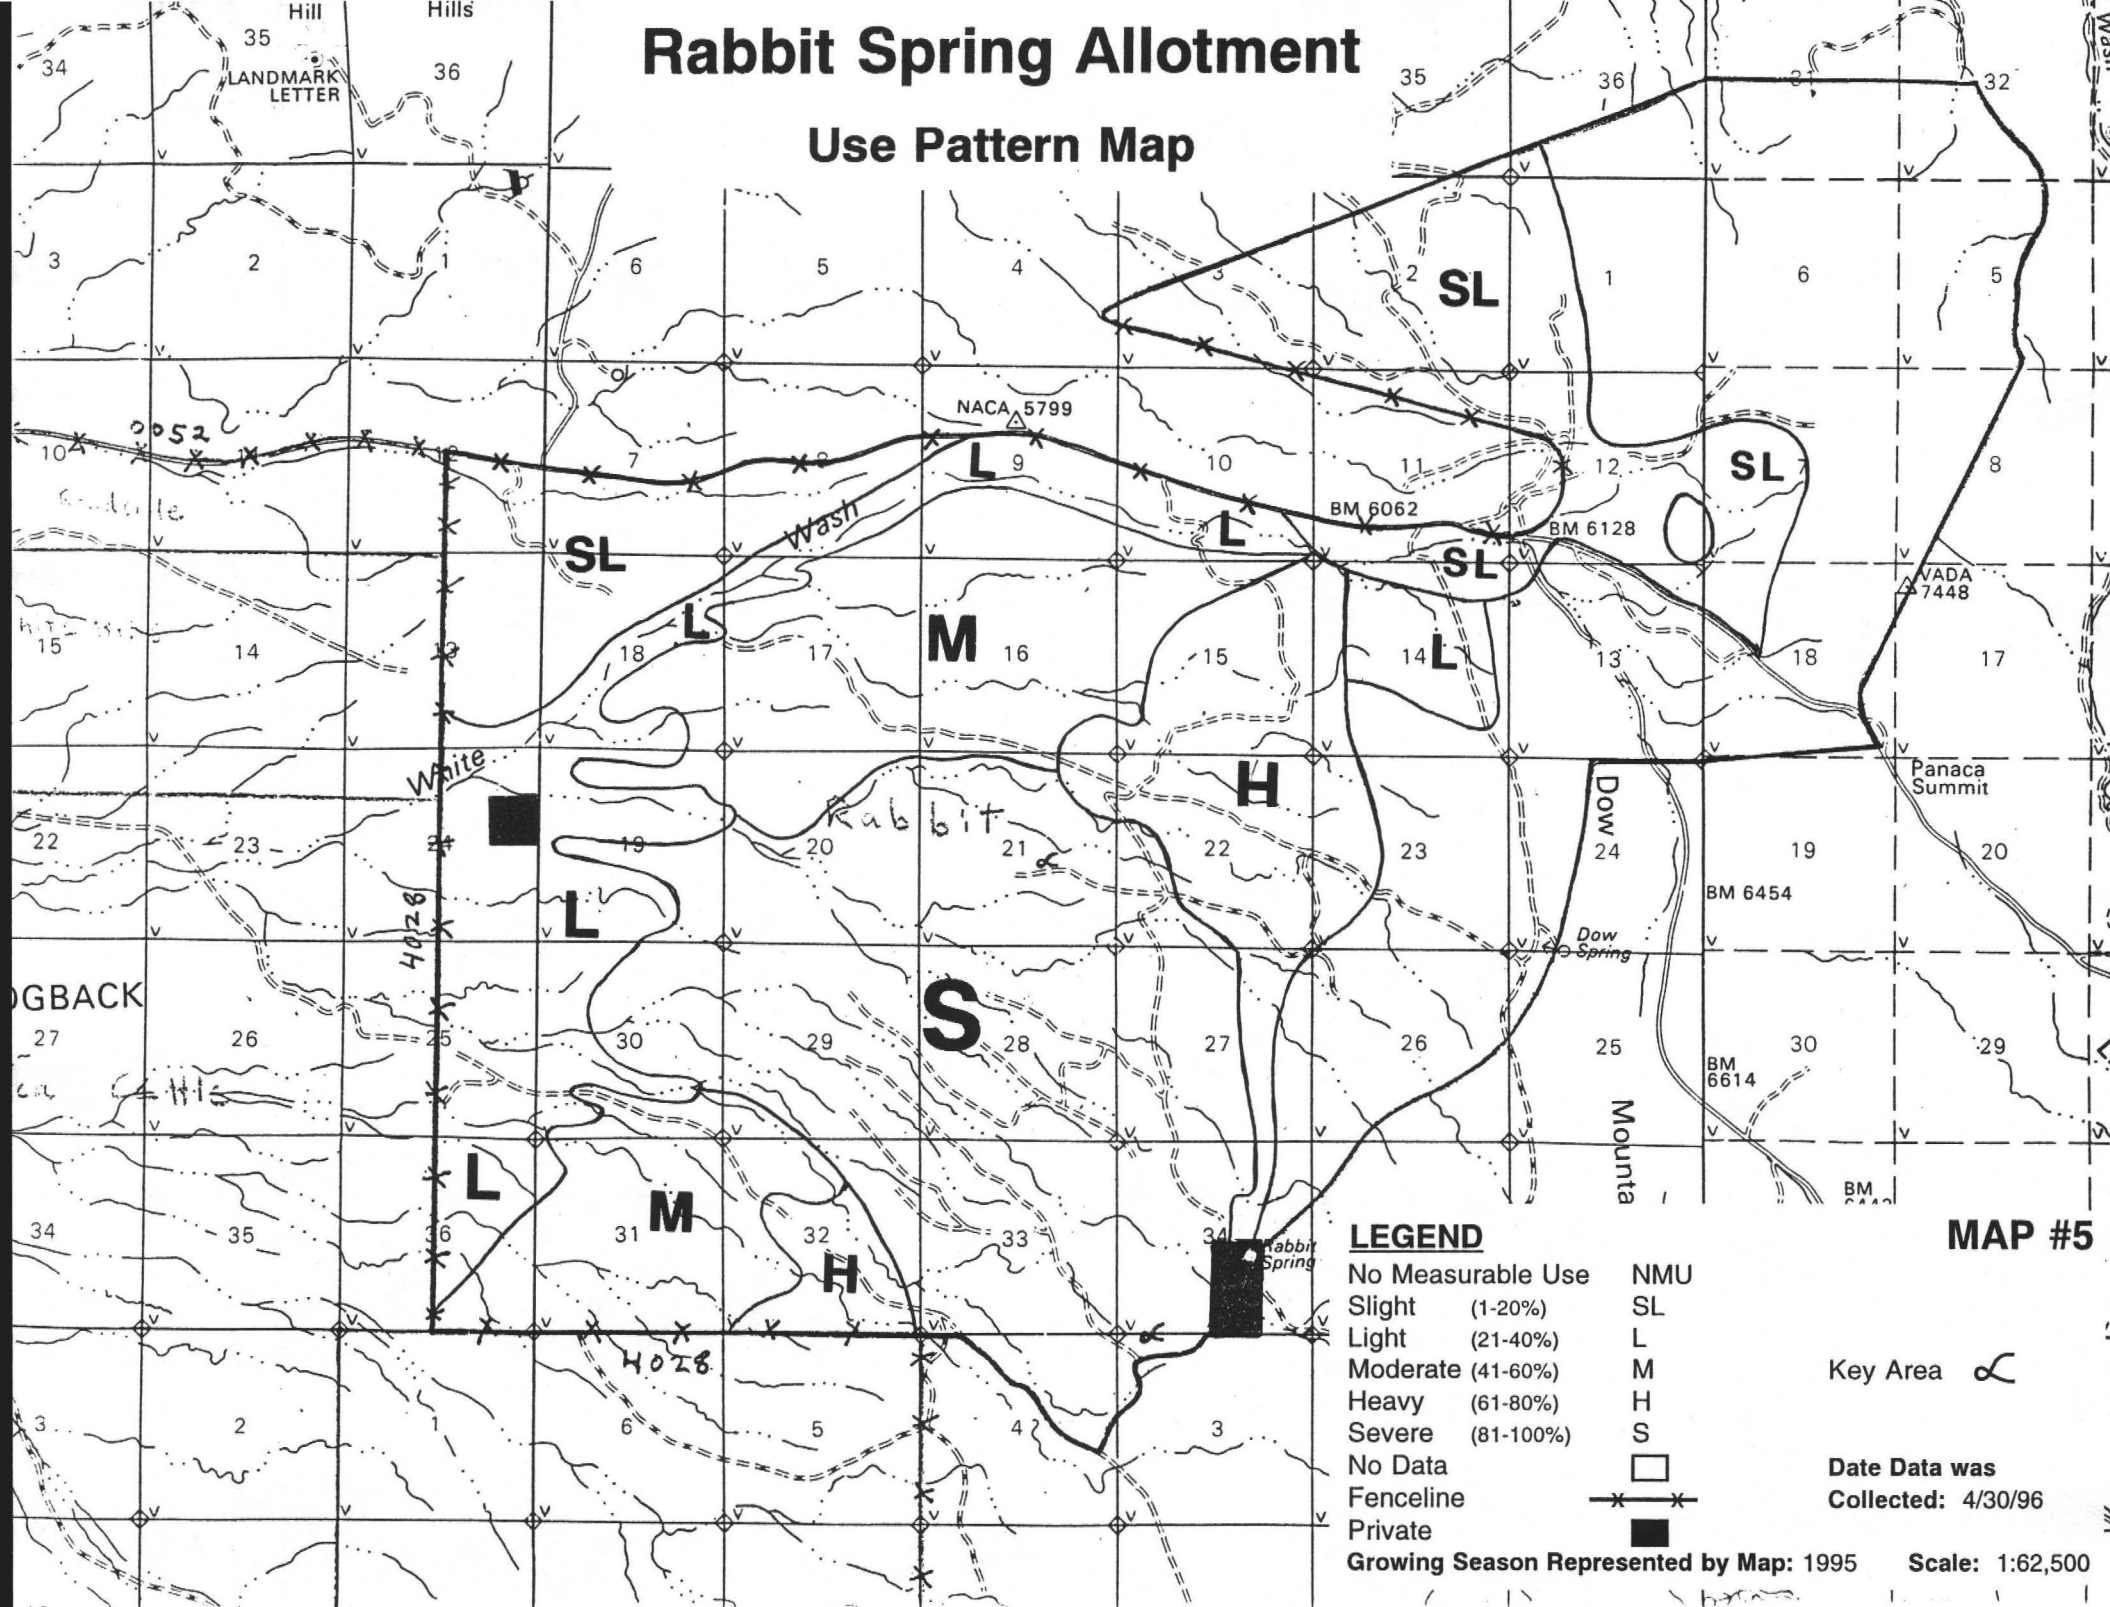 Rabbit Spring Allotment
Use Pattern Map
Hill
Hills
35
34
LANDMARK
LETTER
36
35
36
31
32
3
2
1
6
5
4
3
2
SL
1
6
5
NACA 5799
0052
10
7
8
L
9
10
11
12
SL
7
8
BM 6062
L
BM 6128
Wash
SL
SL
VADA
7448
15
14
13
18
L
17
M
16
15
14
L
13
18
17
White
H
Dow
Panaca
Summit
Rabbit
22
23
24
19
20
21
22
23
24
19
20
BM 6454
4028
L
Dow
Spring
OGBACK
S
27
26
25
30
29
28
27
26
25
30
29
BM
6614
Cattle
Mounta
L
M
BM
34
35
36
31
32
33
34
H
Rabbit
Spring
4028
3
2
1
6
5
4
3
MAP #5
LEGEND
No Measurable Use NMU
Slight (1-20%) SL
Light (21-40%) L
Moderate (41-60%) M
Heavy (61-80%) H
Severe (81-100%) S
No Data
Fenceline
Private
Key Area
Date Data was
Collected: 4/30/96
Growing Season Represented by Map: 1995 Scale: 1:62,500